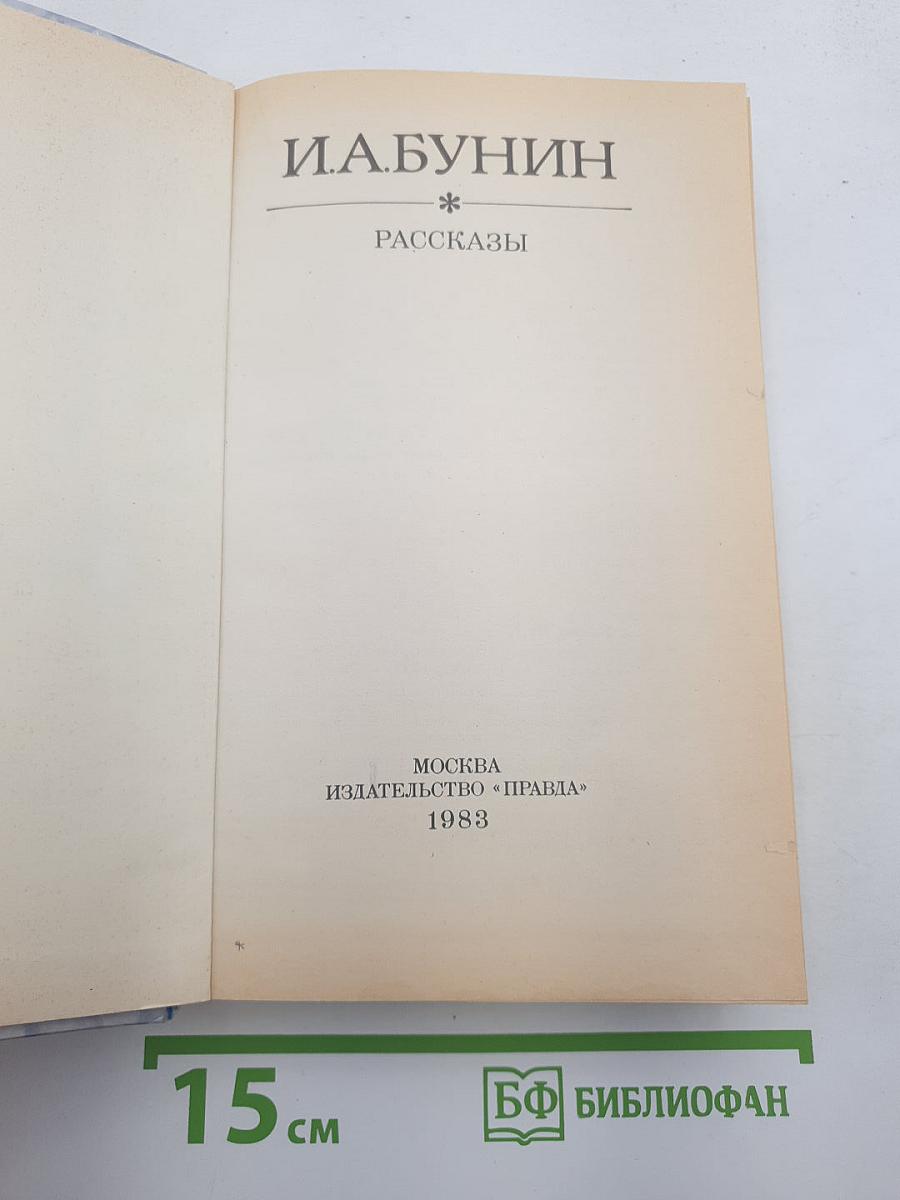 И.А.БУНИН
*
РАССКАЗЫ
МОСКВА
ИЗДАТЕЛЬСТВО «ПРАВДА»
1983
15 см
БФ БИБЛИОФАН